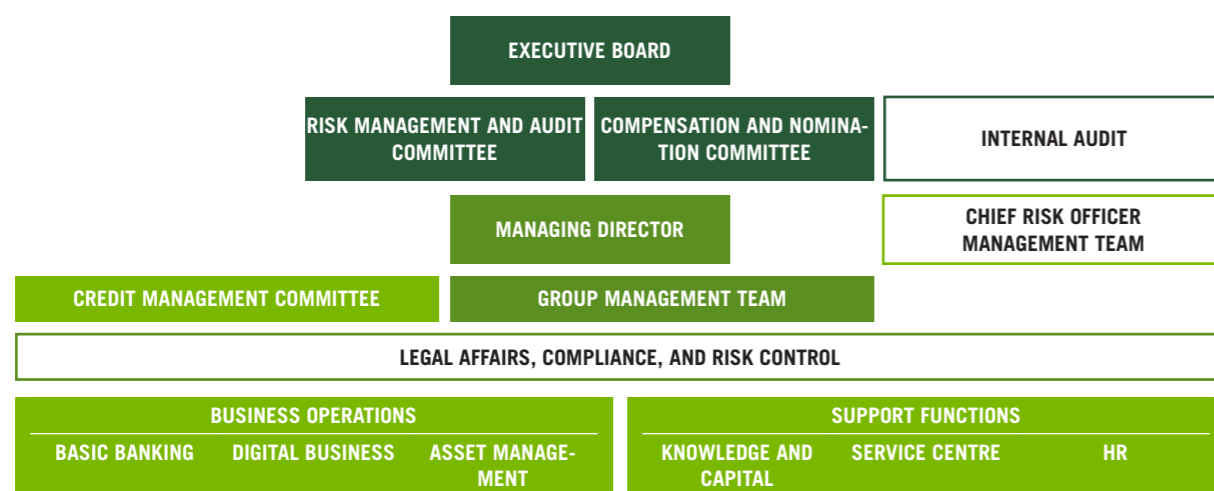 EXECUTIVE BOARD
RISK MANAGEMENT AND AUDIT
COMMITTEE
COMPENSATION AND NOMINA-
TION COMMITTEE
INTERNAL AUDIT
MANAGING DIRECTOR
CHIEF RISK OFFICER
MANAGEMENT TEAM
CREDIT MANAGEMENT COMMITTEE
GROUP MANAGEMENT TEAM
LEGAL AFFAIRS, COMPLIANCE, AND RISK CONTROL
BUSINESS OPERATIONS
BASIC BANKING
DIGITAL BUSINESS
ASSET MANAGE-
MENT
SUPPORT FUNCTIONS
KNOWLEDGE AND
CAPITAL
SERVICE CENTRE
HR